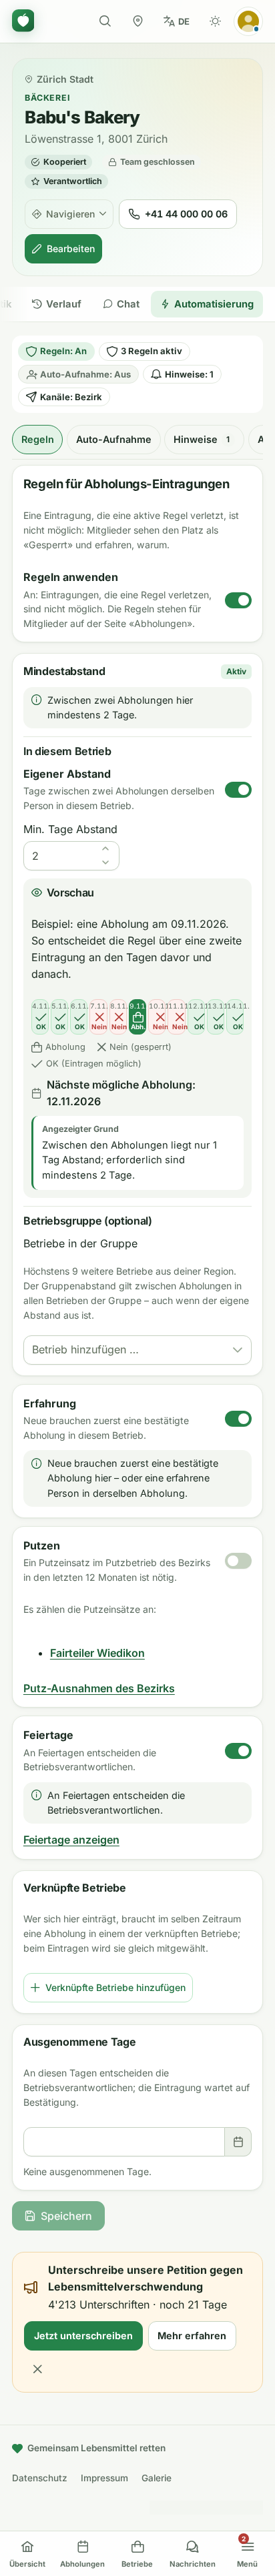 DE
Zürich Stadt
BÄCKEREI
Babu's Bakery
Löwenstrasse 1, 8001 Zürich
Kooperiert
Team geschlossen
Verantwortlich
Navigieren
+41 44 000 00 06
Bearbeiten
Verlauf
Chat
Automatisierung
Regeln: An
3 Regeln aktiv
Auto-Aufnahme: Aus
Hinweise: 1
Kanäle: Bezirk
Regeln
Auto-Aufnahme
Hinweise 1
Regeln für Abholungs-Eintragungen
Eine Eintragung, die eine aktive Regel verletzt, ist
nicht möglich: Mitglieder sehen den Platz als
«Gesperrt» und erfahren, warum.
Regeln anwenden
An: Eintragungen, die eine Regel verletzen,
sind nicht möglich. Die Regeln stehen für
Mitglieder auf der Seite «Abholungen».
Mindestabstand
Aktiv
Zwischen zwei Abholungen hier
mindestens 2 Tage.
In diesem Betrieb
Eigener Abstand
Tage zwischen zwei Abholungen derselben
Person in diesem Betrieb.
Min. Tage Abstand
2
Vorschau
Beispiel: eine Abholung am 09.11.2026.
So entscheidet die Regel über eine zweite
Eintragung an den Tagen davor und
danach.
4.11. 5.11. 6.11. 7.11. 8.11. 9.11. 10.11. 11.11. 12.11. 13.11. 14.11.
OK OK OK Nein Nein Abh. Nein Nein OK OK OK
Abholung
Nein (gesperrt)
OK (Eintragen möglich)
Nächste mögliche Abholung:
12.11.2026
Angezeigter Grund
Zwischen den Abholungen liegt nur 1
Tag Abstand; erforderlich sind
mindestens 2 Tage.
Betriebsgruppe (optional)
Betriebe in der Gruppe
Höchstens 9 weitere Betriebe aus deiner Region.
Der Gruppenabstand gilt zwischen Abholungen in
allen Betrieben der Gruppe – auch wenn der eigene
Abstand aus ist.
Betrieb hinzufügen …
Erfahrung
Neue brauchen zuerst eine bestätigte
Abholung in diesem Betrieb.
Neue brauchen zuerst eine bestätigte
Abholung hier – oder eine erfahrene
Person in derselben Abholung.
Putzen
Ein Putzeinsatz im Putzbetrieb des Bezirks
in den letzten 12 Monaten ist nötig.
Es zählen die Putzeinsätze an:
• Fairteiler Wiedikon
Putz-Ausnahmen des Bezirks
Feiertage
An Feiertagen entscheiden die
Betriebsverantwortlichen.
An Feiertagen entscheiden die
Betriebsverantwortlichen.
Feiertage anzeigen
Verknüpfte Betriebe
Wer sich hier einträgt, braucht im selben Zeitraum
eine Abholung in einem der verknüpften Betriebe;
beim Eintragen wird sie gleich mitgewählt.
Verknüpfte Betriebe hinzufügen
Ausgenommene Tage
An diesen Tagen entscheiden die
Betriebsverantwortlichen; die Eintragung wartet auf
Bestätigung.
Keine ausgenommenen Tage.
Speichern
Unterschreibe unsere Petition gegen
Lebensmittelverschwendung
4'213 Unterschriften · noch 21 Tage
Jetzt unterschreiben
Mehr erfahren
Gemeinsam Lebensmittel retten
Datenschutz
Impressum
Galerie
2
Übersicht
Abholungen
Betriebe
Nachrichten
Menü